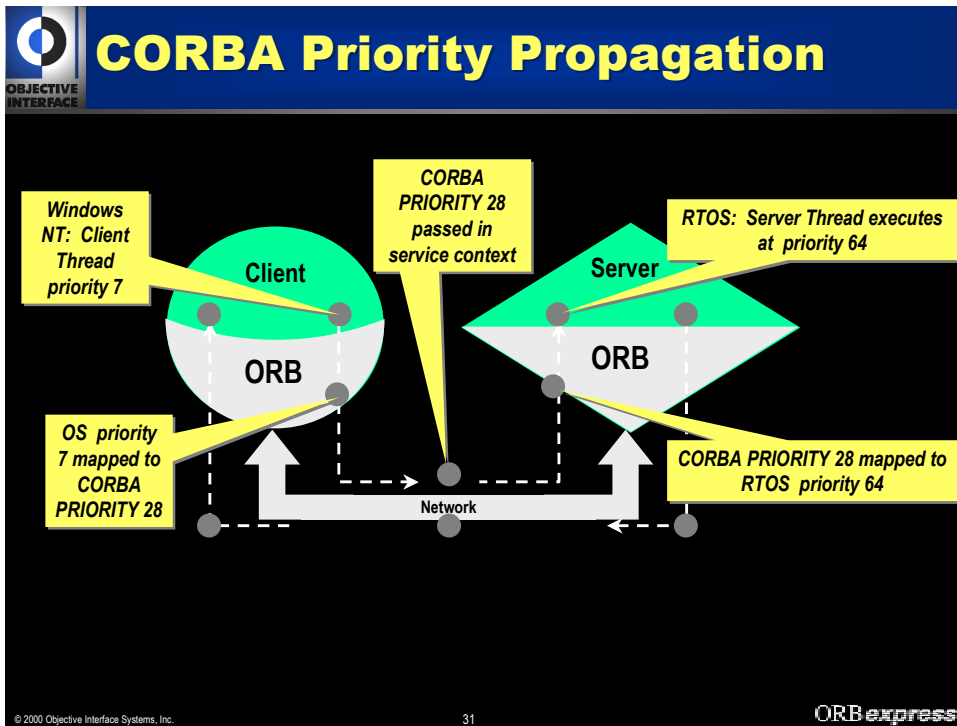 OBJECTIVE
INTERFACE
CORBA Priority Propagation
Windows
NT: Client
Thread
priority 7
CORBA
PRIORITY 28
passed in
service context
RTOS: Server Thread executes
at priority 64
Client
Server
ORB
ORB
OS priority
7 mapped to
CORBA
PRIORITY 28
CORBA PRIORITY 28 mapped to
RTOS priority 64
Network
© 2000 Objective Interface Systems, Inc.
31
ORBexpress